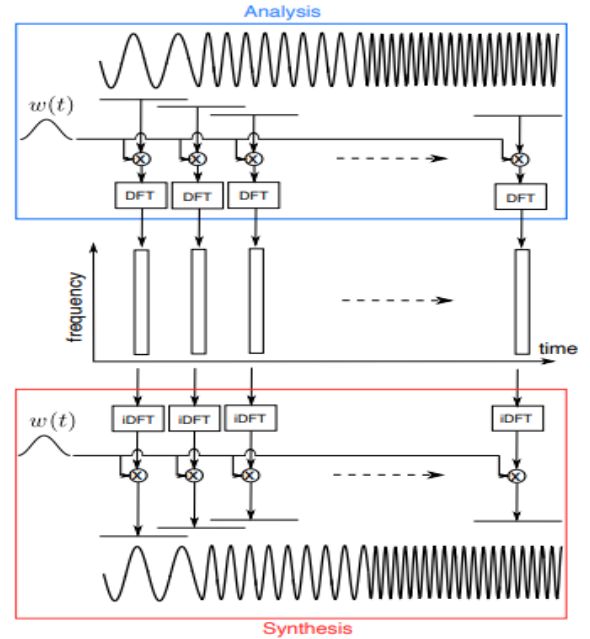 Analysis
w(t)
DFT DFT DFT DFT
frequency
time
w(t)
iDFT iDFT iDFT iDFT
Synthesis